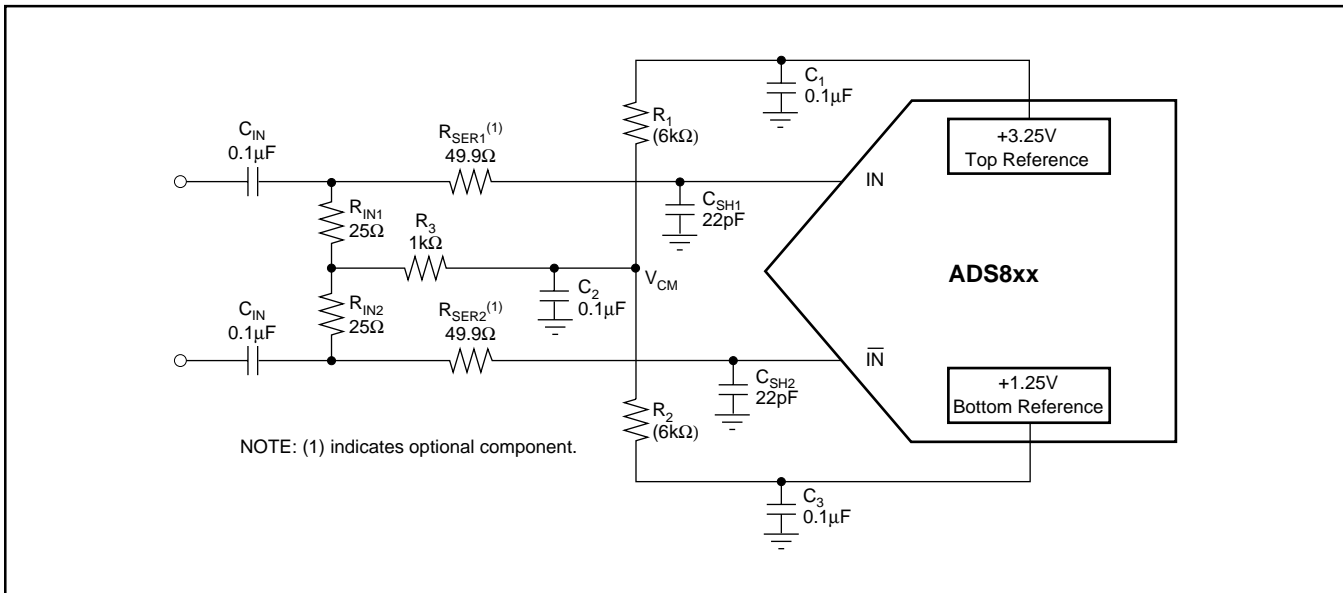 C1
0.1μF
R1
(6kΩ)
+3.25V
Top Reference
CIN
0.1μF
RSER1(1)
49.9Ω
IN
CSH1
22pF
RIN1
25Ω
R3
1kΩ
VCM
ADS8xx
C2
0.1μF
RIN2
25Ω
CIN
0.1μF
RSER2(1)
49.9Ω
IN
CSH2
22pF
+1.25V
Bottom Reference
R2
(6kΩ)
NOTE: (1) indicates optional component.
C3
0.1μF